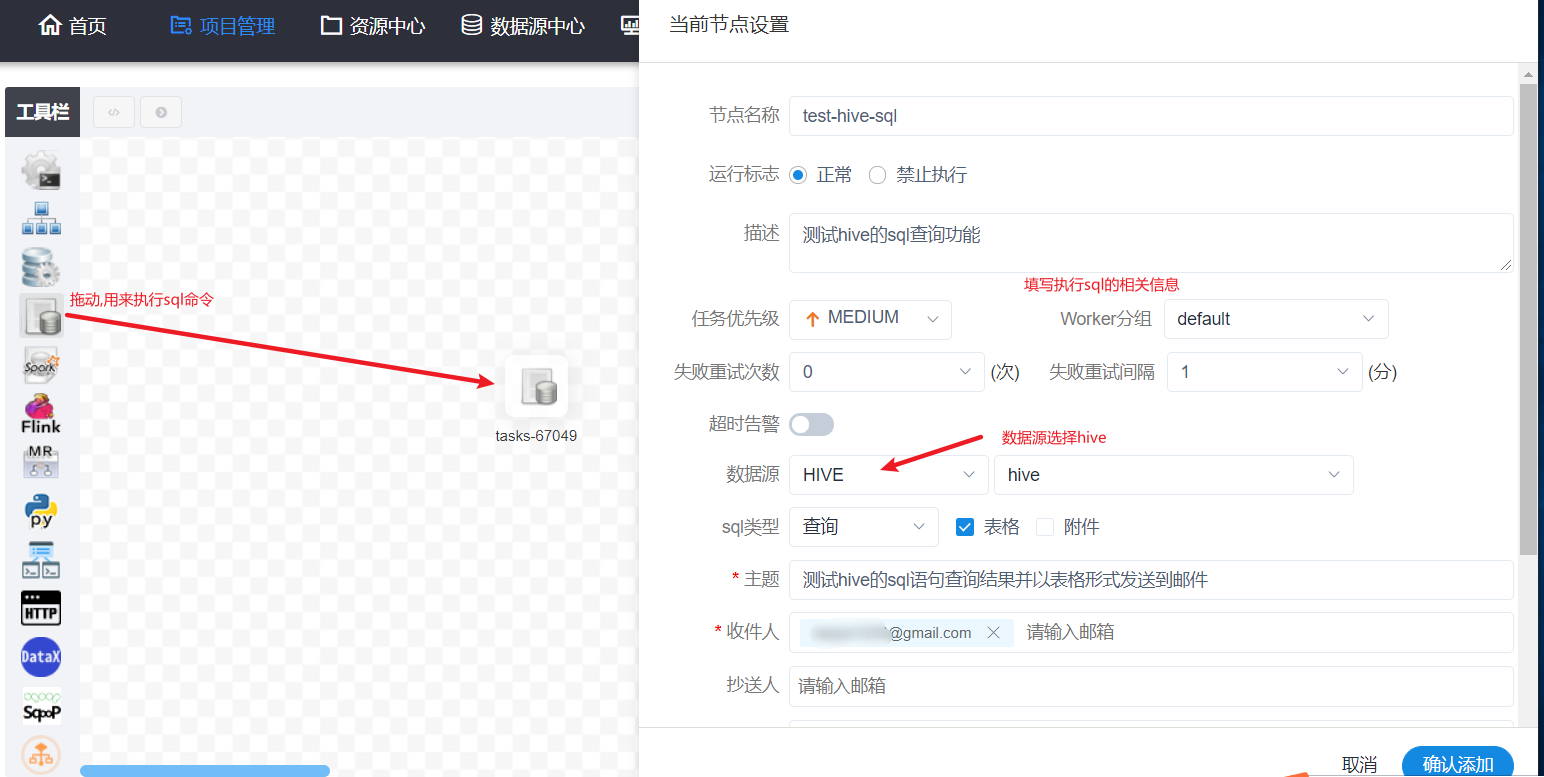 首页 项目管理 资源中心 数据源中心
当前节点设置
工具栏
节点名称 test-hive-sql
运行标志 正常 禁止执行
描述 测试hive的sql查询功能
填写执行sql的相关信息
拖动,用来执行sql命令
任务优先级 MEDIUM Worker分组 default
失败重试次数 0 (次) 失败重试间隔 1 (分)
超时告警
数据源选择hive
数据源 HIVE hive
sql类型 查询 表格 附件
* 主题 测试hive的sql语句查询结果并以表格形式发送到邮件
* 收件人 @gmail.com 请输入邮箱
抄送人 请输入邮箱
取消 确认添加
tasks-67049
Spark
Flink
MR
py
HTTP
DataX
SqooP